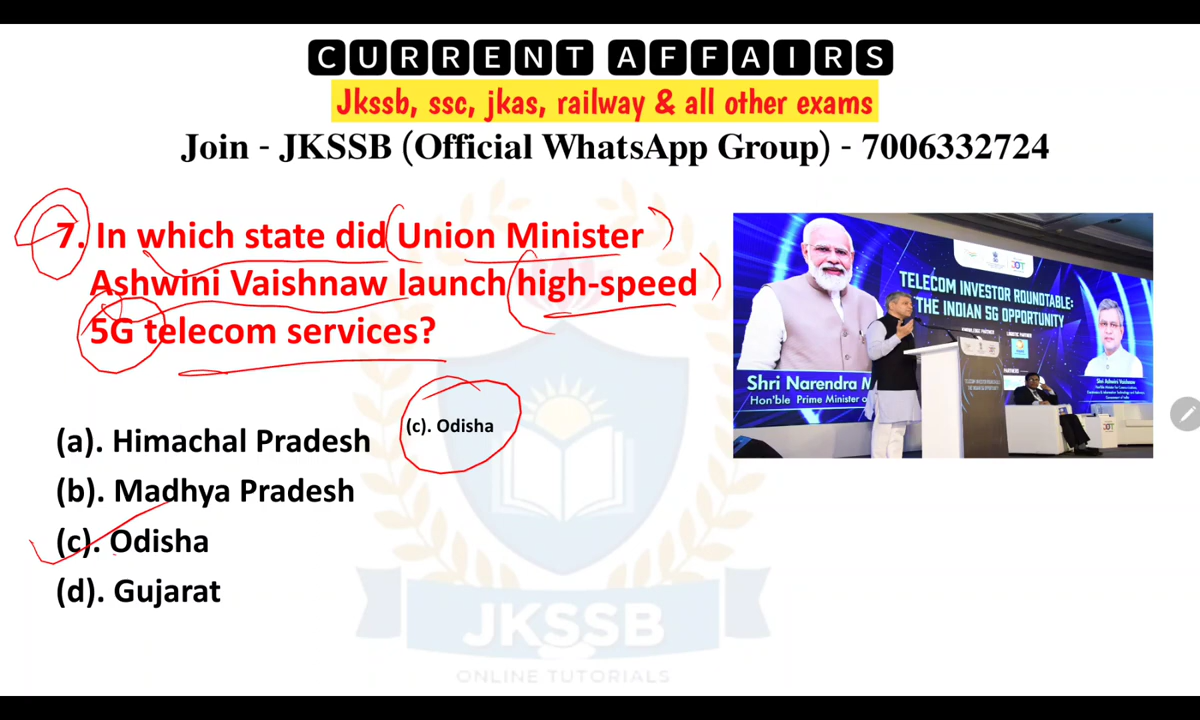 CURRENT AFFAIRS
Jkssb, ssc, jkas, railway & all other exams
Join - JKSSB (Official WhatsApp Group) - 7006332724
7. In which state did Union Minister
Ashwini Vaishnaw launch high-speed
5G telecom services?
(c). Odisha
(a). Himachal Pradesh
(b). Madhya Pradesh
(c). Odisha
(d). Gujarat
TELECOM INVESTOR ROUNDTABLE:
THE INDIAN 5G OPPORTUNITY
Shri Narendra M
Hon'ble Prime Minister o
Shri Ashwini Vaishnaw
JKSSB
ONLINE TUTORIALS